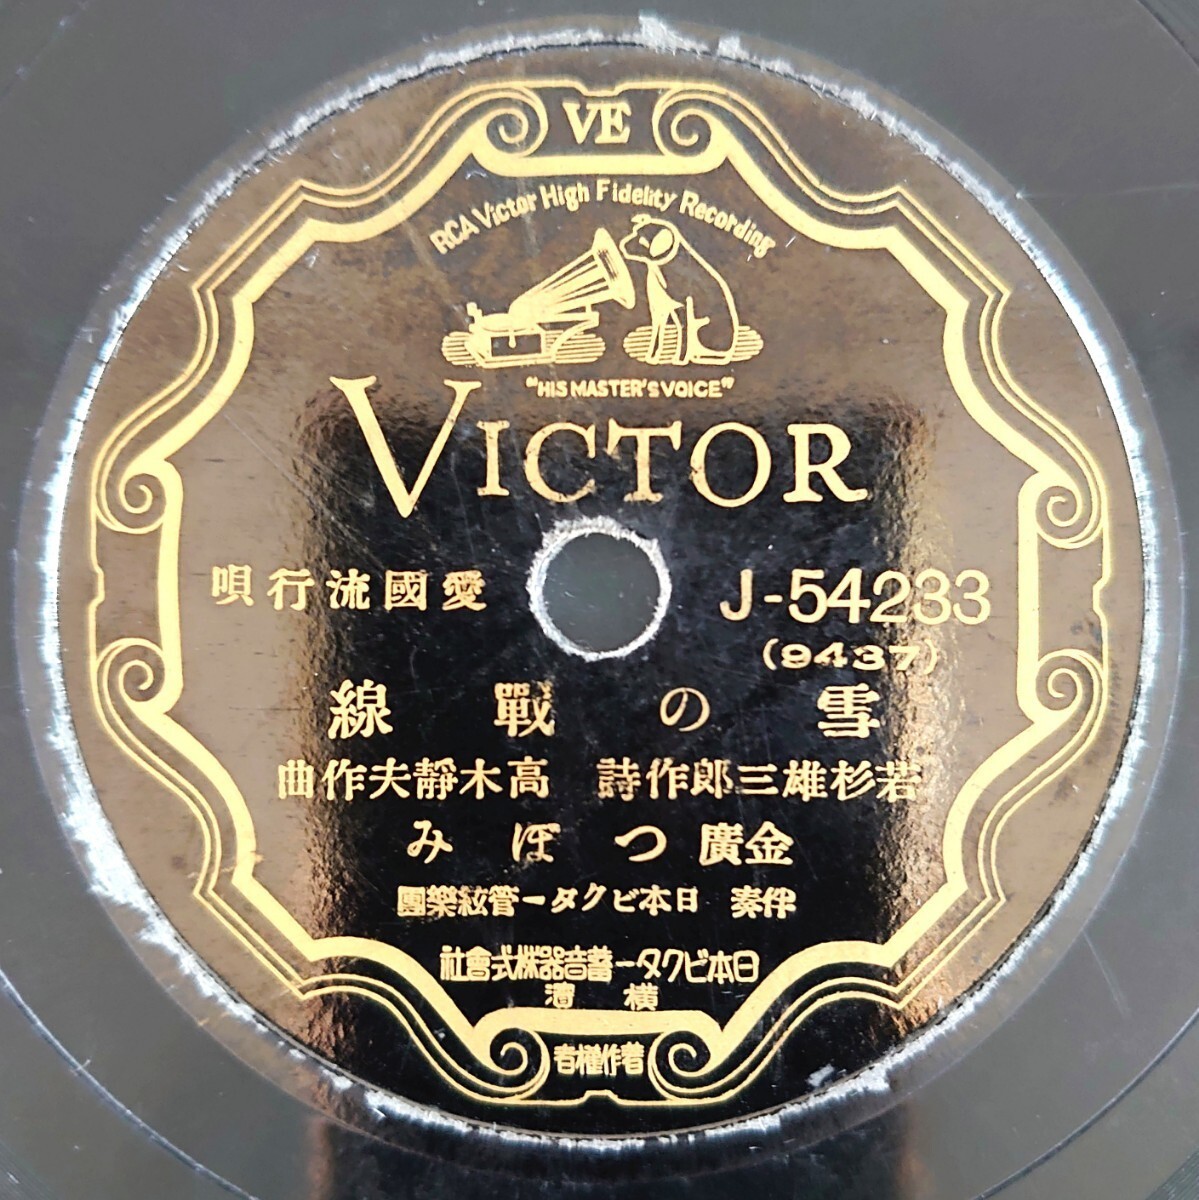 VE
RCA Victor High Fidelity Recording
"HIS MASTER'S VOICE"
VICTOR
愛國流行唄
J-54233
(9437)
雪の戰線
若杉雄三郎作詩 高木靜夫作曲
金廣つぼみ
伴奏 日本ビクター管絃樂團
日本ビクター蓄音器株式會社
橫濱
著作權者